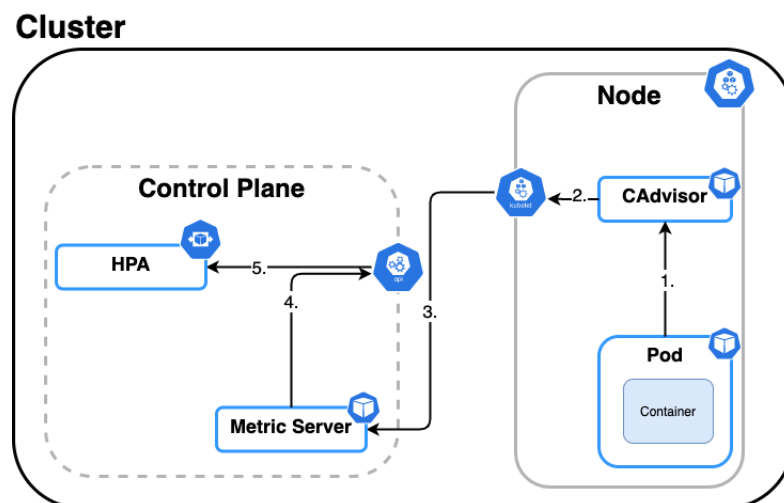 Cluster
Node
Control Plane
kubelet
2.
CAdvisor
HPA
5.
api
1.
4.
3.
Pod
Container
Metric Server